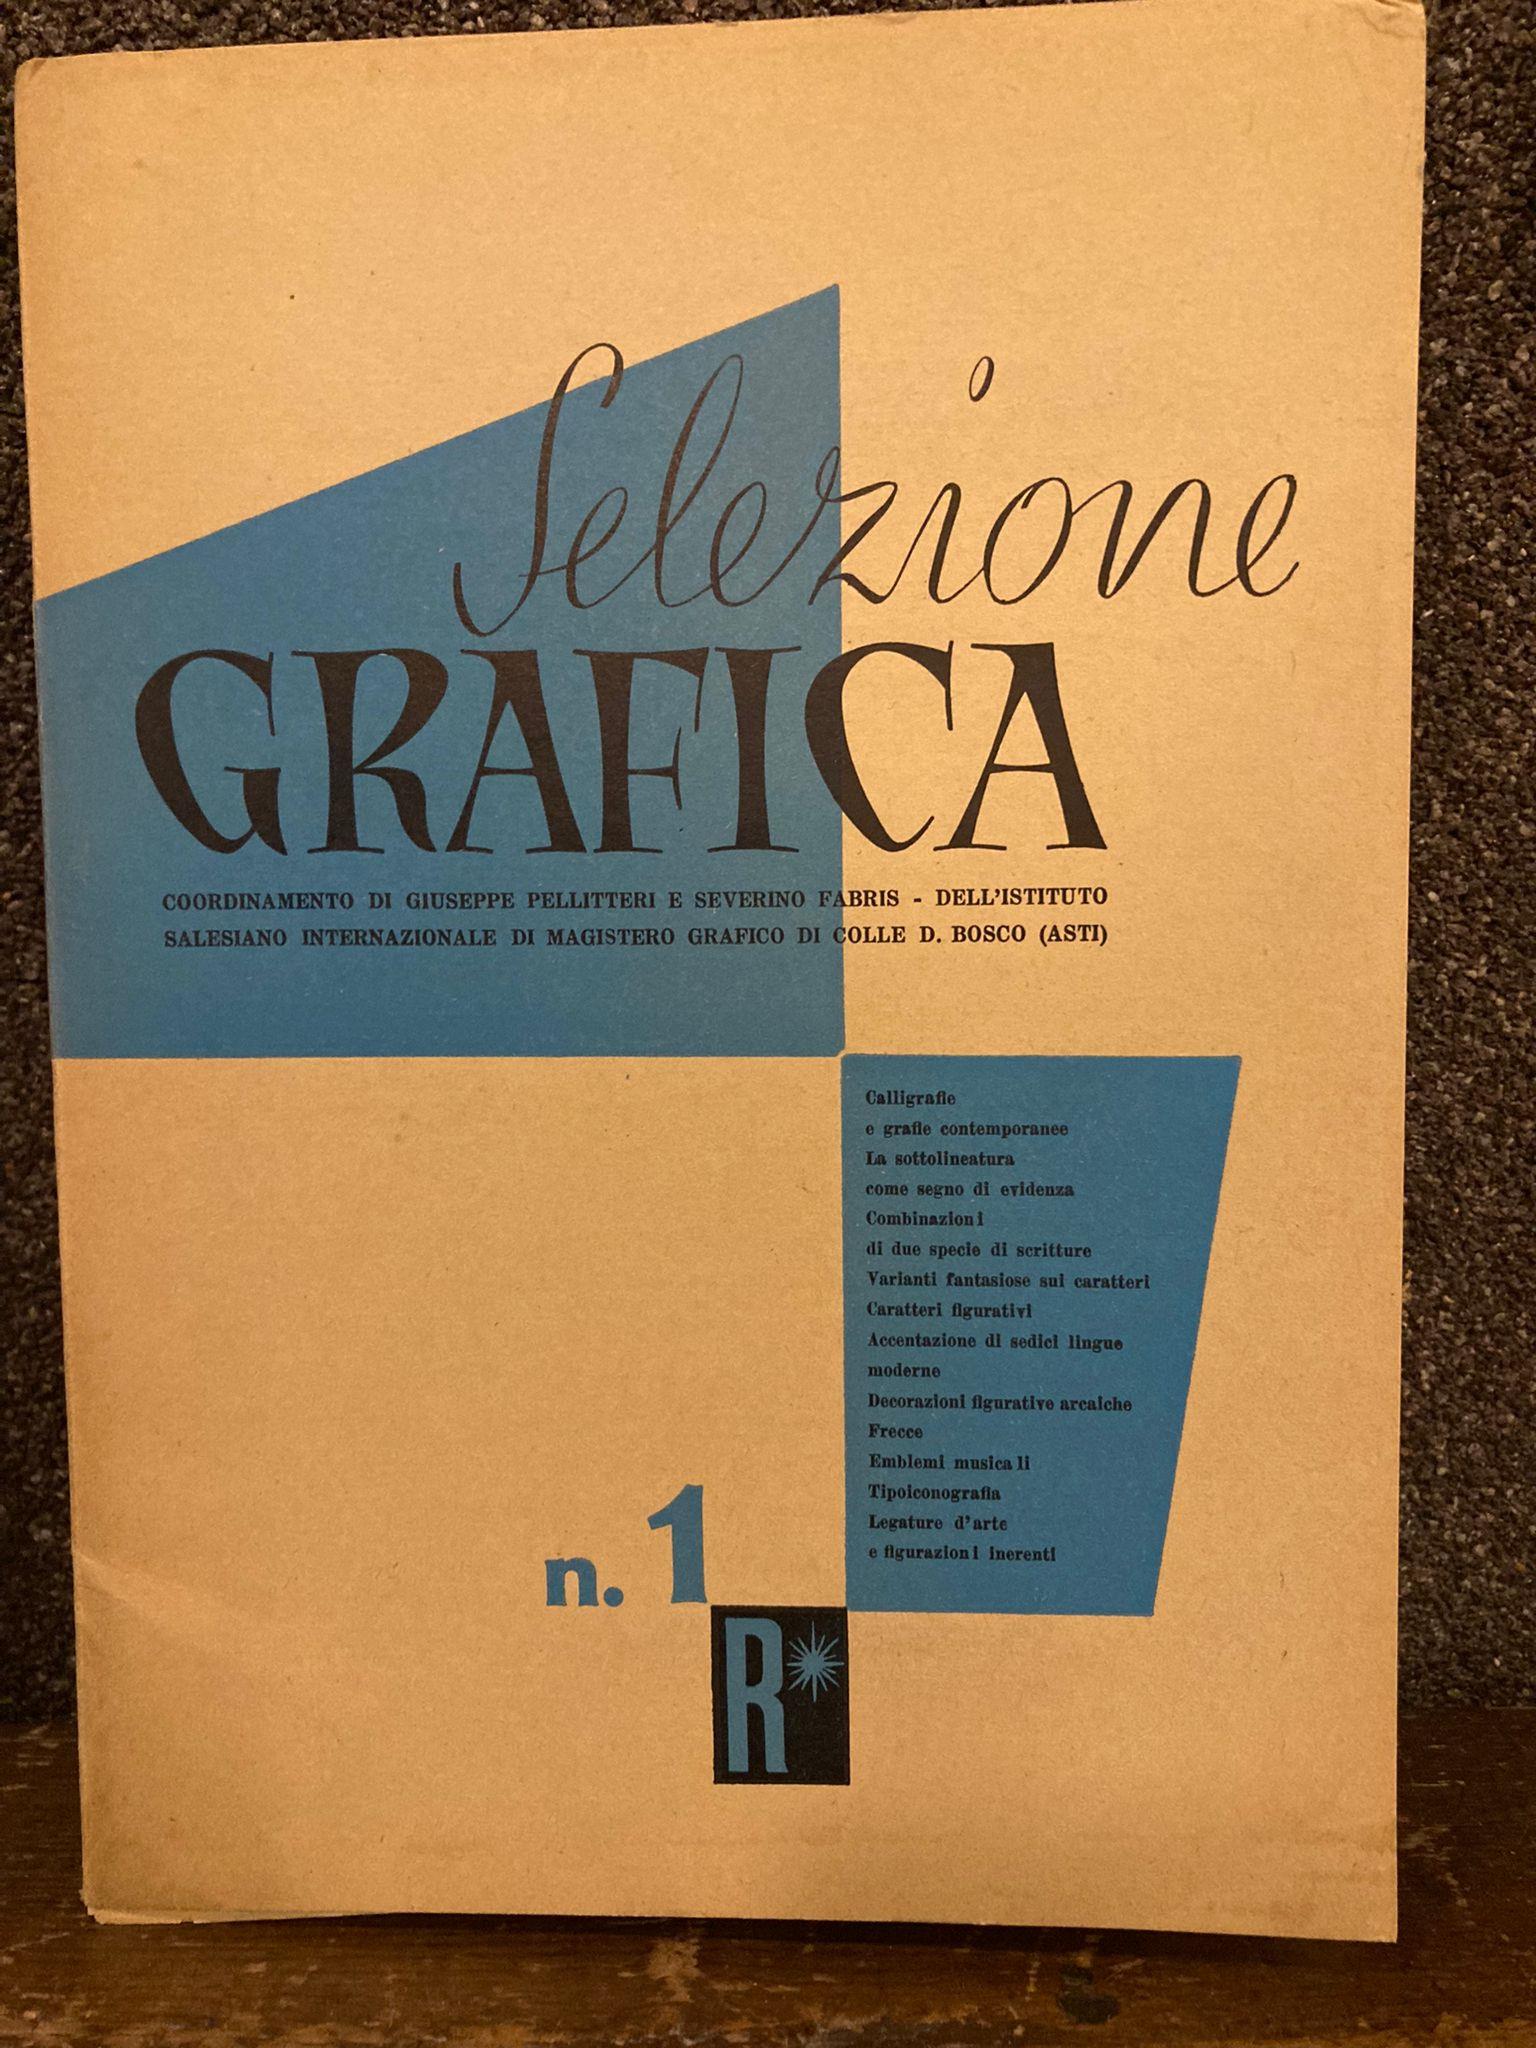 Selezione
GRAFICA
COORDINAMENTO DI GIUSEPPE PELLITTERI E SEVERINO FABRIS - DELL'ISTITUTO
SALESIANO INTERNAZIONALE DI MAGISTERO GRAFICO DI COLLE D. BOSCO (ASTI)
Calligrafie
e grafie contemporanee
La sottolineatura
come segno di evidenza
Combinazioni
di due specie di scritture
Varianti fantasiose sui caratteri
Caratteri figurativi
Accentazione di sedici lingue
moderne
Decorazioni figurative arcaiche
Frecce
Emblemi musicali
Tipoiconografia
Legature d'arte
e figurazioni inerenti
n. 1
R